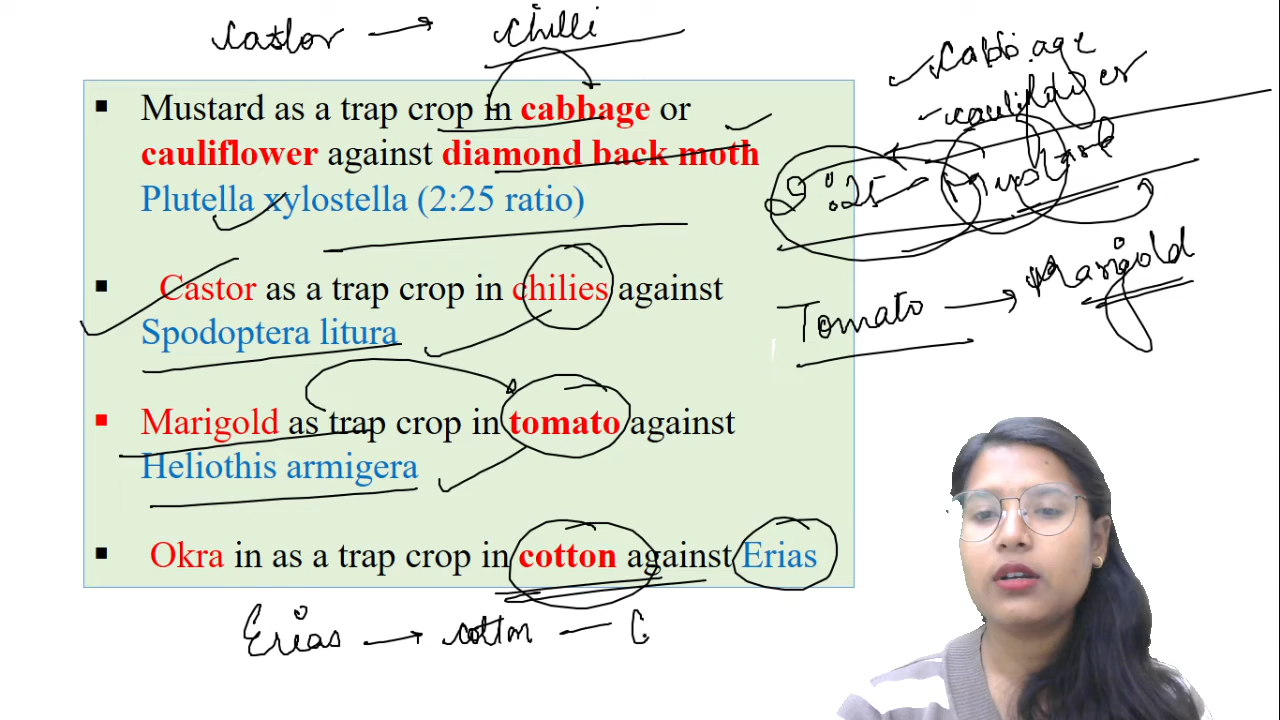 Castor → chilli
▪ Mustard as a trap crop in cabbage or
cauliflower against diamond back moth
Plutella xylostella (2:25 ratio)
▪ Castor as a trap crop in chilies against
Spodoptera litura
▪ Marigold as trap crop in tomato against
Heliothis armigera
▪ Okra in as a trap crop in cotton against Erias
Erias → cotton —
Cabbage
cauliflower
2:25 Mustard
Tomato → Marigold